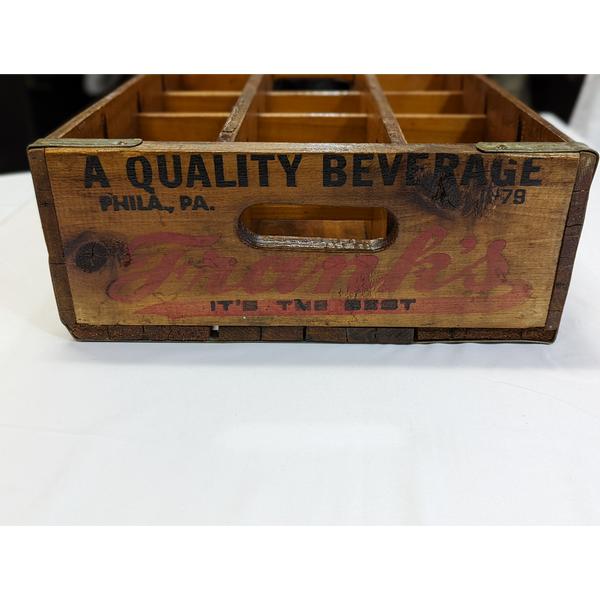 A QUALITY BEVERAGE
PHILA., PA. 79
Frank's
IT'S THE BEST